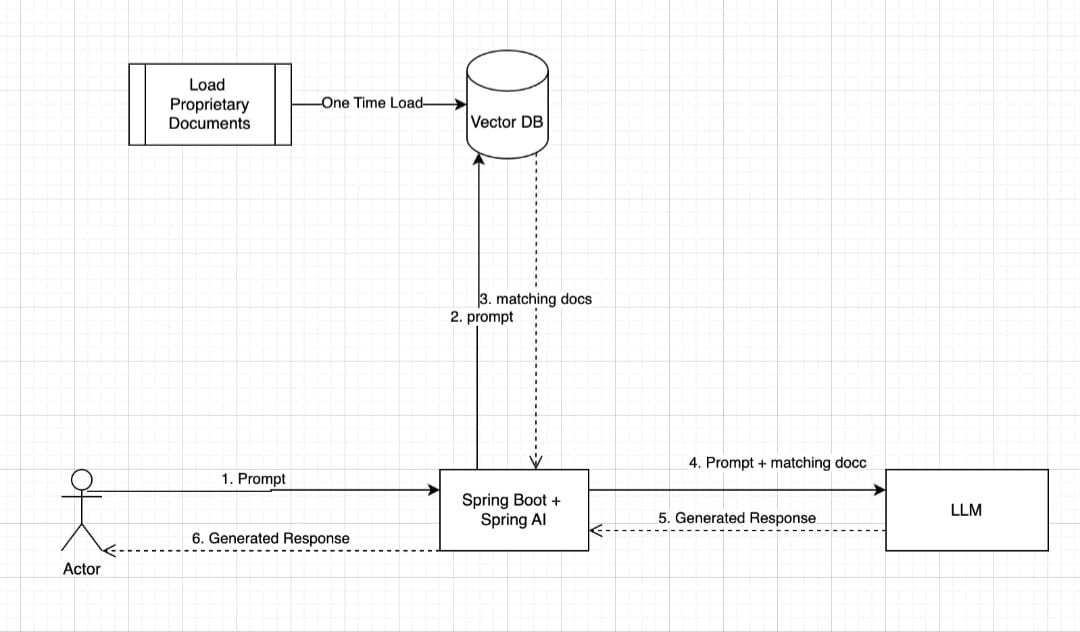 Load
Proprietary
Documents
One Time Load
Vector DB
3. matching docs
2. prompt
1. Prompt
4. Prompt + matching docc
Spring Boot +
Spring AI
LLM
5. Generated Response
6. Generated Response
Actor